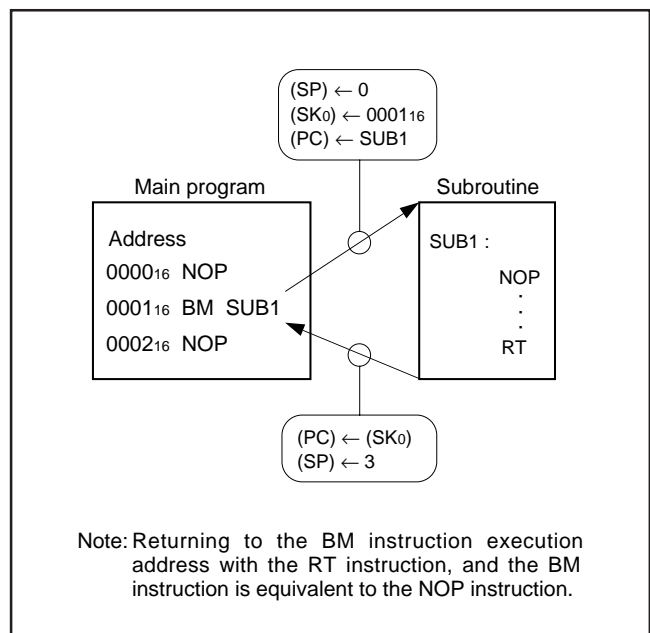 (SP) ← 0
(SK₀) ← 0001₁₆
(PC) ← SUB1
Main program
Subroutine
Address
0000₁₆ NOP
0001₁₆ BM SUB1
0002₁₆ NOP
SUB1 :
NOP
.
.
.
RT
(PC) ← (SK₀)
(SP) ← 3
Note: Returning to the BM instruction execution
address with the RT instruction, and the BM
instruction is equivalent to the NOP instruction.